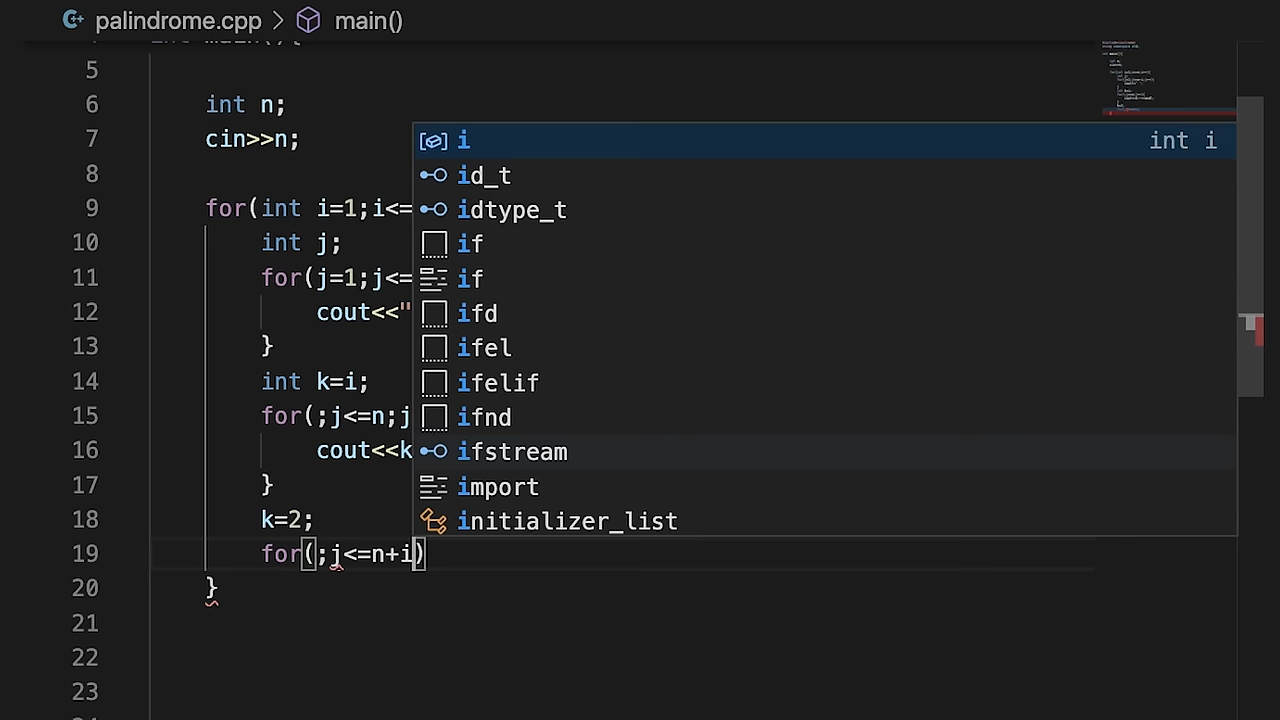 palindrome.cpp > main()
5
6 int n;
7 cin>>n;
8
9 for(int i=1;i<=
10 int j;
11 for(j=1;j<=
12 cout<<"
13 }
14 int k=i;
15 for(;j<=n;j
16 cout<<k
17 }
18 k=2;
19 for(;j<=n+i)
20 }
21
22
23
i int i
id_t
idtype_t
if
if
ifd
ifel
ifelif
ifnd
ifstream
import
initializer_list